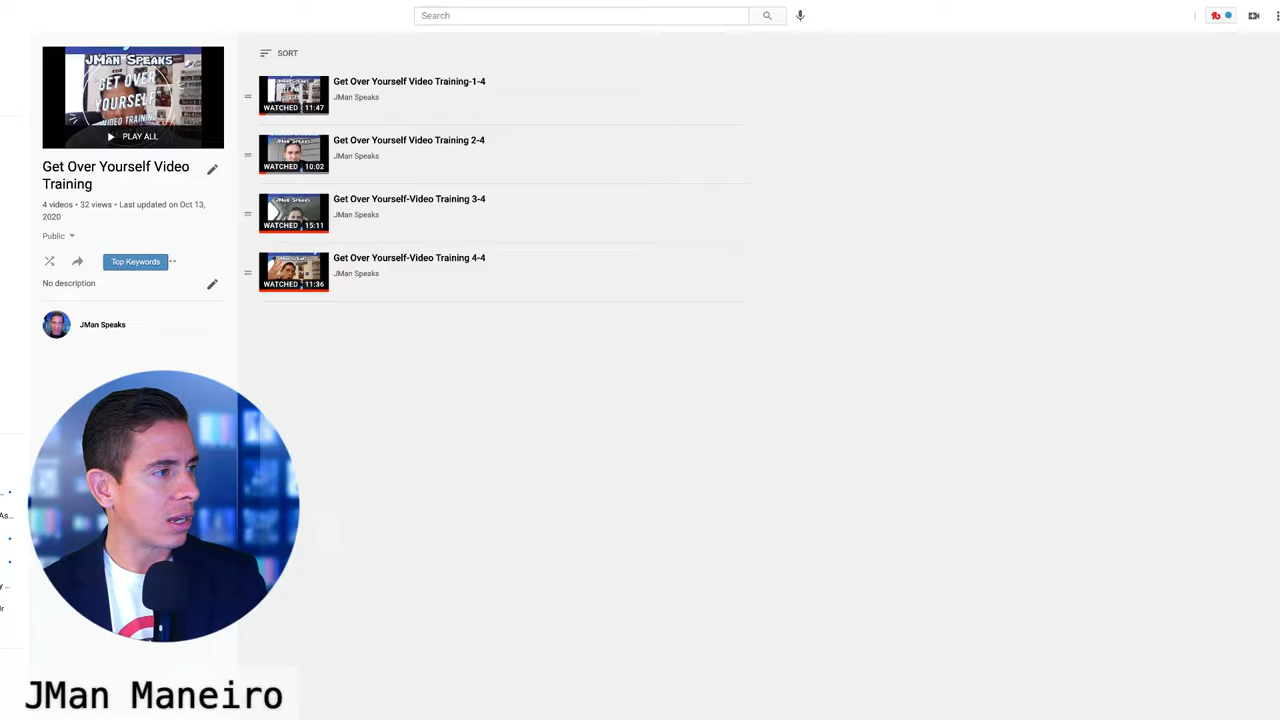 Search
JMan Speaks
GET OVER
YOURSELF
VIDEO TRAINING
PLAY ALL
Get Over Yourself Video
Training
4 videos • 32 views • Last updated on Oct 13,
2020
Public
Top Keywords
No description
JMan Speaks
SORT
WATCHED 11:47
Get Over Yourself Video Training-1-4
JMan Speaks
WATCHED 10:02
Get Over Yourself Video Training 2-4
JMan Speaks
WATCHED 15:11
Get Over Yourself-Video Training 3-4
JMan Speaks
WATCHED 11:36
Get Over Yourself-Video Training 4-4
JMan Speaks
As...
JMan Maneiro